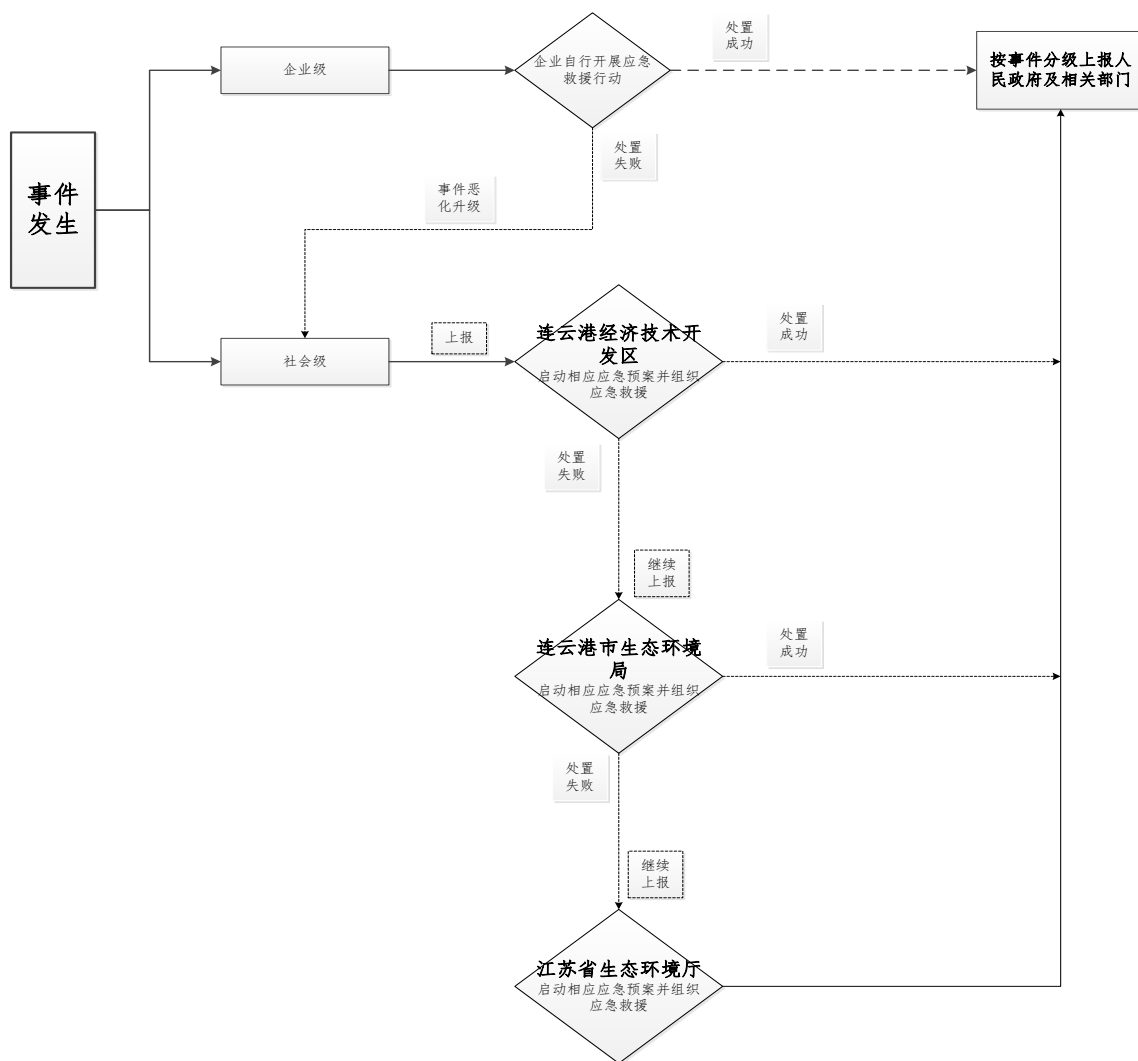 处置
成功
企业级
企业自行开展应急
救援行动
按事件分级上报人
民政府及相关部门
处置
失败
事件
发生
事件恶
化升级
处置
成功
连云港经济技术开
发区
上报
社会级
启动相应应急预案并组织
应急救援
处置
失败
继续
上报
处置
成功
连云港市生态环境
局
启动相应应急预案并组织
应急救援
处置
失败
继续
上报
江苏省生态环境厅
启动相应应急预案并组织
应急救援